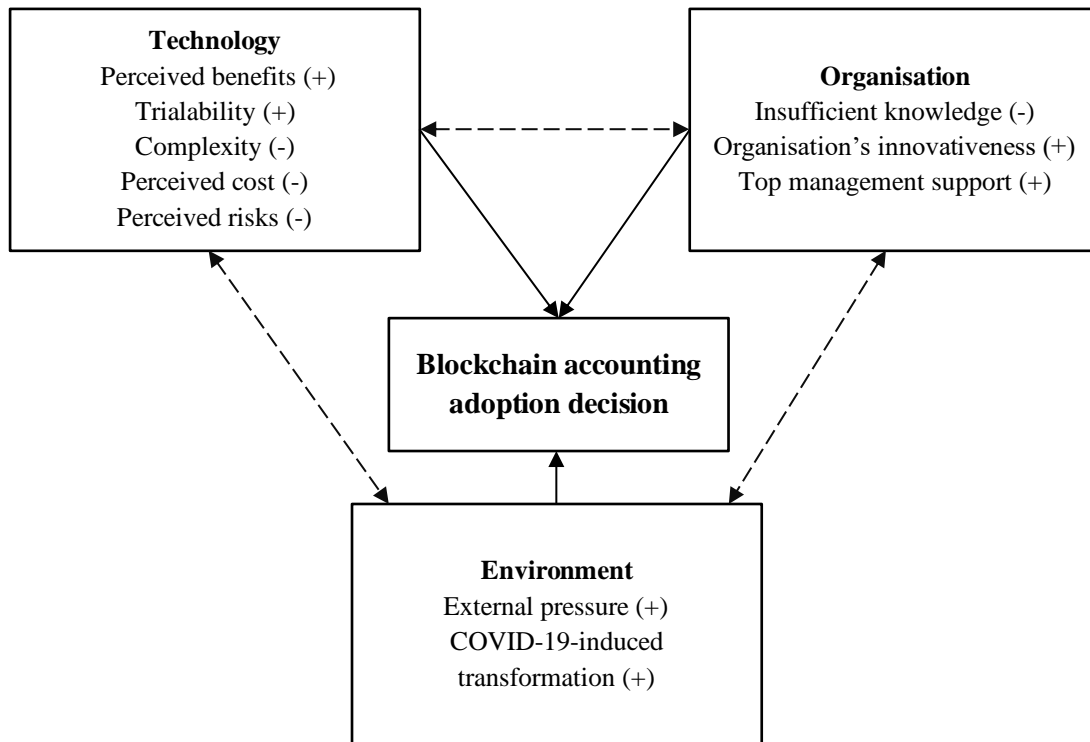 Technology
Perceived benefits (+)
Trialability (+)
Complexity (-)
Perceived cost (-)
Perceived risks (-)
Organisation
Insufficient knowledge (-)
Organisation’s innovativeness (+)
Top management support (+)
Blockchain accounting
adoption decision
Environment
External pressure (+)
COVID-19-induced
transformation (+)